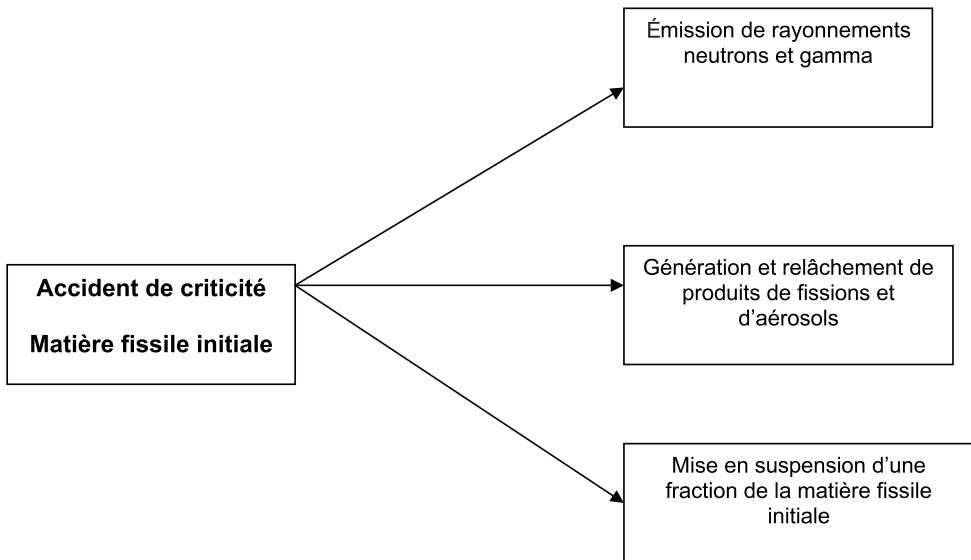 Émission de rayonnements
neutrons et gamma
Accident de criticité
Matière fissile initiale
Génération et relâchement de
produits de fissions et
d’aérosols
Mise en suspension d’une
fraction de la matière fissile
initiale